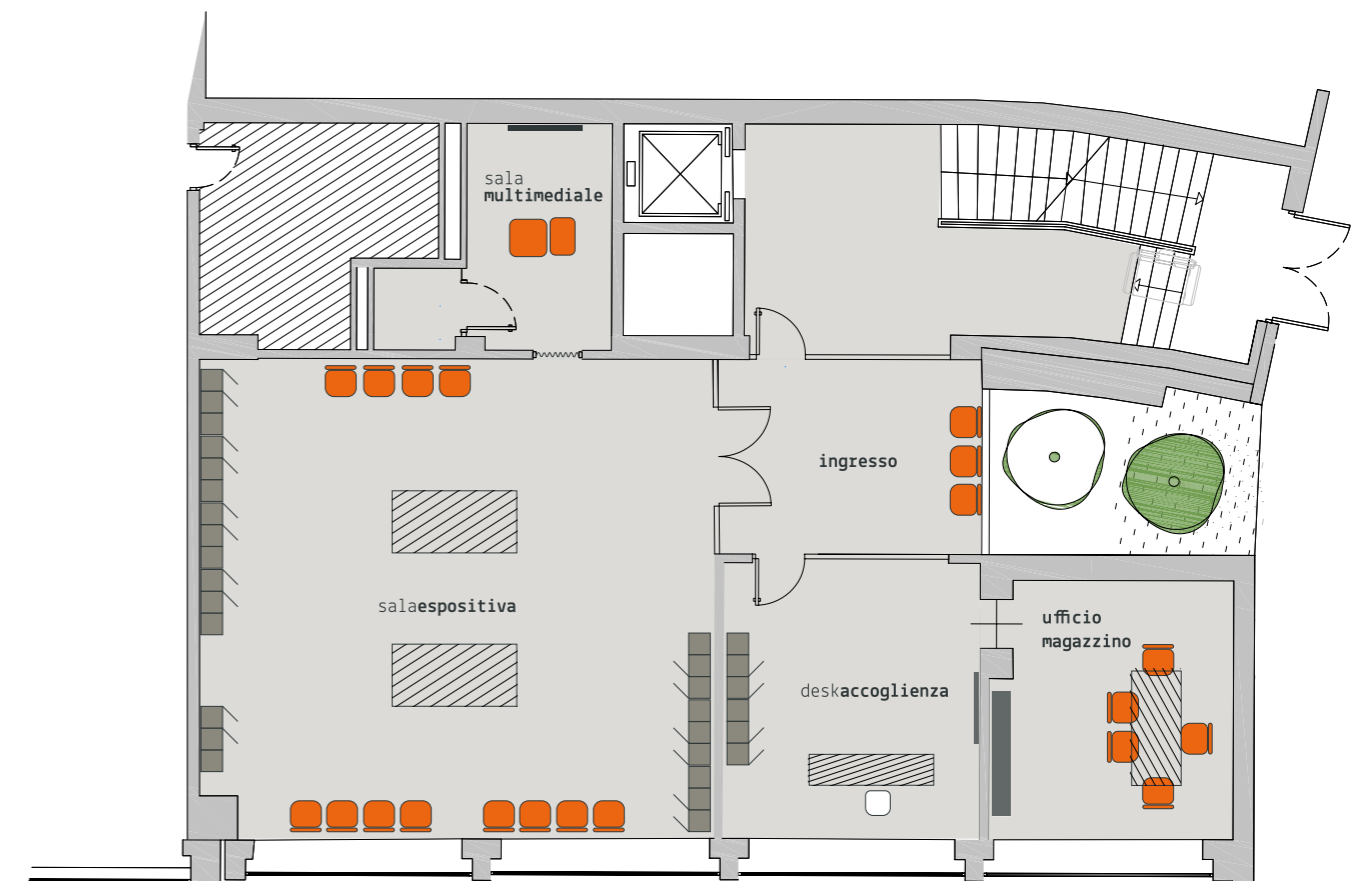 sala
multimediale
ingresso
salaespositiva
ufficio
magazzino
deskaccoglienza